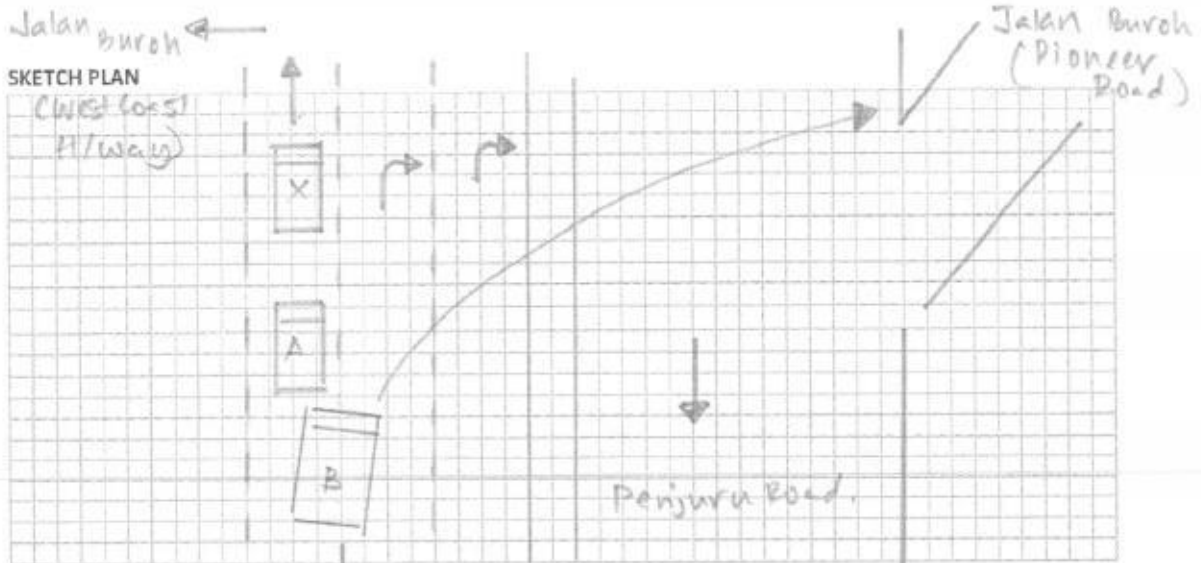 Jalan Buroh
Jalan Buroh
(Pioneer
Road)
SKETCH PLAN
(West Coast
H/way)
X
A
B
Penjuru Road.